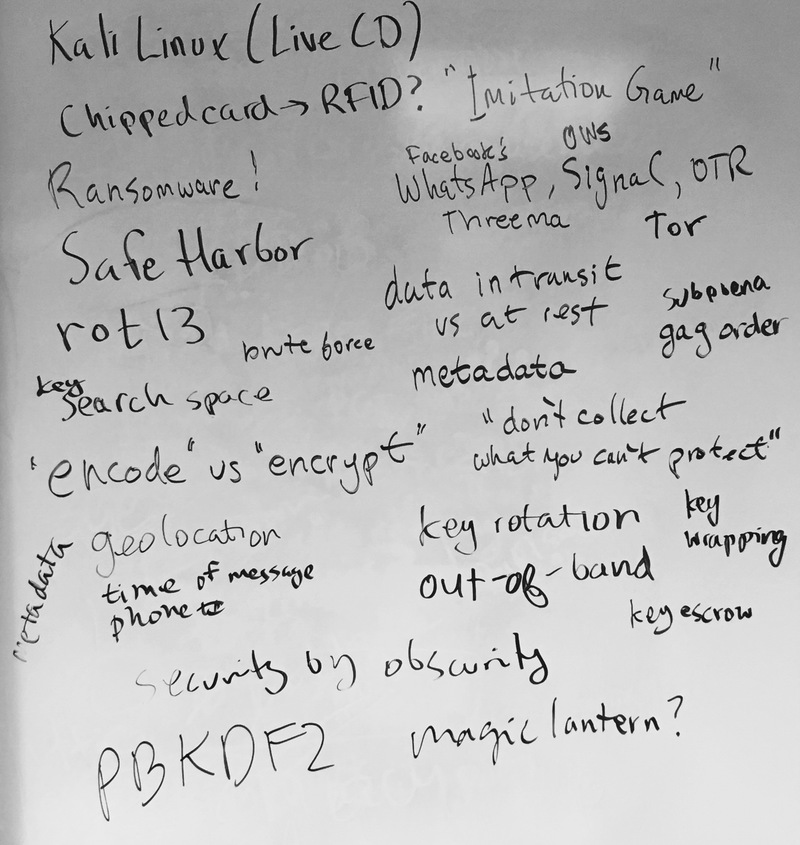 Kali Linux (Live CD)
Chipped card → RFID? "Imitation Game"
Ransomware!
Facebook's OWS
WhatsApp, Signal, OTR
Threema Tor
Safe Harbor
data in transit
vs at rest
subpoena
gag order
rot13
brute force
metadata
key
search space
"don't collect
what you can't protect"
"encode" vs "encrypt"
metadata
geolocation
time of message
phone
key rotation
key
wrapping
out-of-band
key escrow
security by obscurity
PBKDF2
magic lantern?